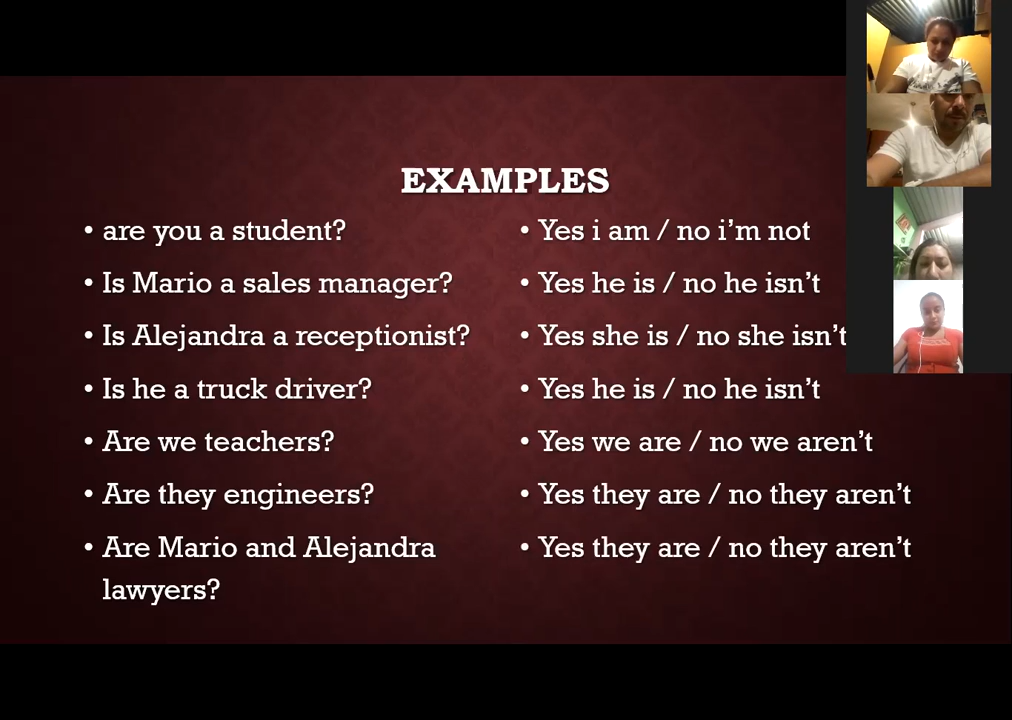 EXAMPLES
• are you a student?
• Is Mario a sales manager?
• Is Alejandra a receptionist?
• Is he a truck driver?
• Are we teachers?
• Are they engineers?
• Are Mario and Alejandra
lawyers?
• Yes i am / no i’m not
• Yes he is / no he isn’t
• Yes she is / no she isn’t
• Yes he is / no he isn’t
• Yes we are / no we aren’t
• Yes they are / no they aren’t
• Yes they are / no they aren’t